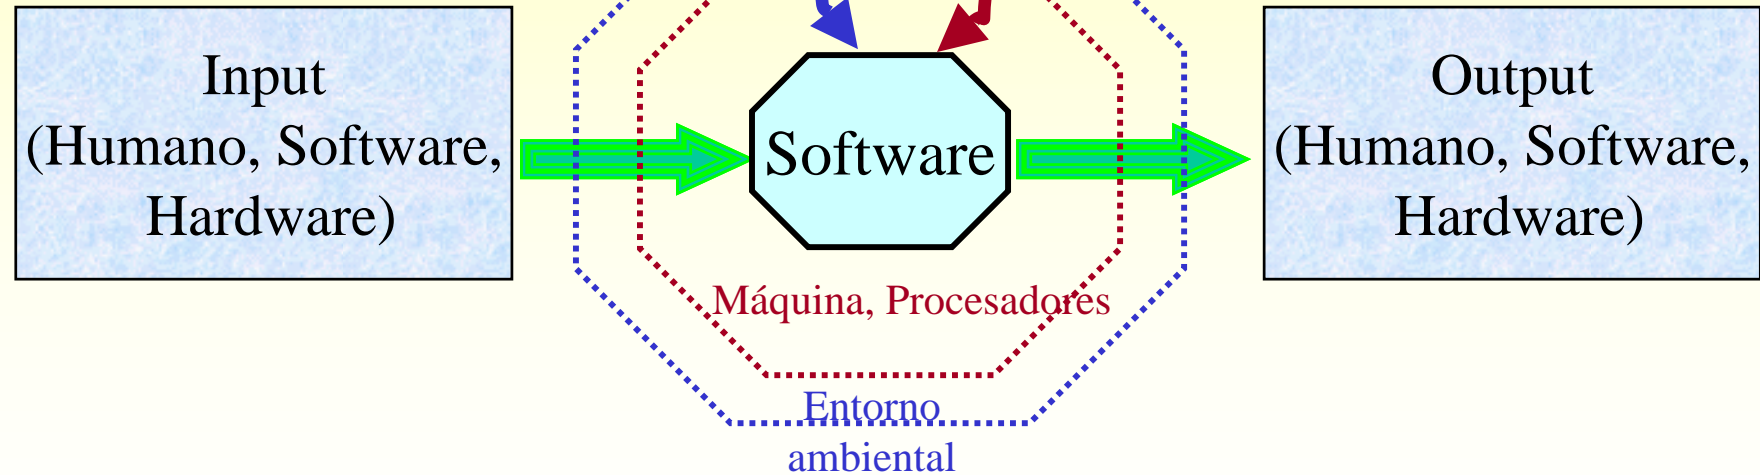 Input
(Humano, Software,
Hardware)
Software
Output
(Humano, Software,
Hardware)
Máquina, Procesadores
Entorno
ambiental